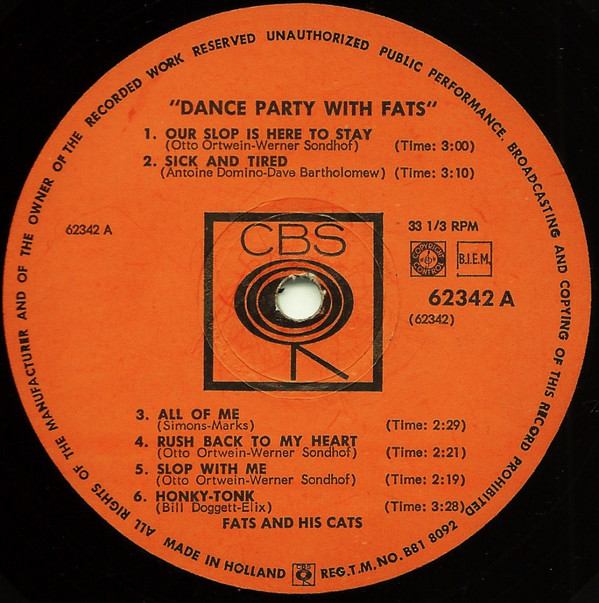 ALL RIGHTS OF THE MANUFACTURER AND OF THE OWNER OF THE RECORDED WORK RESERVED UNAUTHORIZED PUBLIC PERFORMANCE. BROADCASTING AND COPYING OF THIS RECORD PROHIBITED
"DANCE PARTY WITH FATS"
1. OUR SLOP IS HERE TO STAY
(Otto Ortwein-Werner Sondhof) (Time: 3:00)
2. SICK AND TIRED
(Antoine Domino-Dave Bartholomew) (Time: 3:10)
62342 A
CBS
33 1/3 RPM
COPYRIGHT CONTROL
B.I.E.M.
62342 A
(62342)
3. ALL OF ME
(Simons-Marks) (Time: 2:29)
4. RUSH BACK TO MY HEART
(Otto Ortwein-Werner Sondhof) (Time: 2:21)
5. SLOP WITH ME
(Otto Ortwein-Werner Sondhof) (Time: 2:19)
6. HONKY-TONK
(Bill Doggett-Elix) (Time: 3:28)
FATS AND HIS CATS
MADE IN HOLLAND CBS REG.T.M.NO.BB1 8092